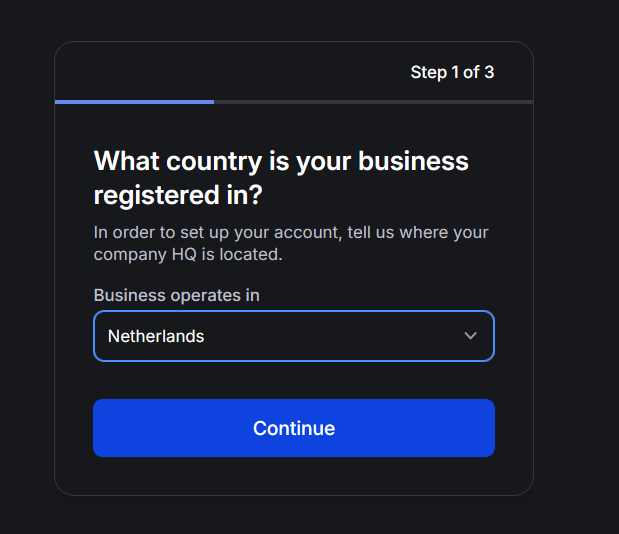 Step 1 of 3
What country is your business
registered in?
In order to set up your account, tell us where your
company HQ is located.
Business operates in
Netherlands
Continue